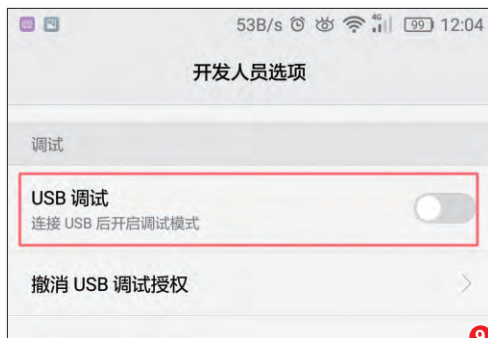 53B/s 4G 99 12:04
开发人员选项
调试
USB 调试
连接 USB 后开启调试模式
撤消 USB 调试授权
9